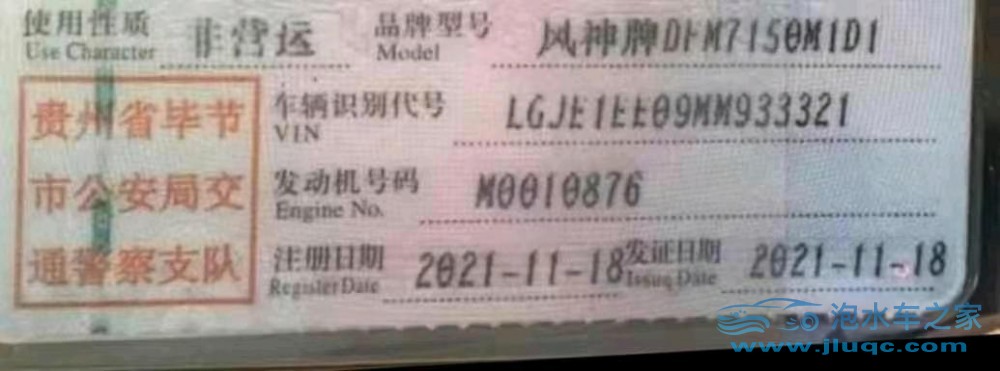 使用性质 非营运 品牌型号 风神牌DFM7150M1D1
Use Character Model
贵州省毕节 车辆识别代号 LGJE1EE09MM933321
VIN
市公安局交 发动机号码 M0010876
Engine No.
通警察支队 注册日期 2021-11-18 发证日期 2021-11-18
Register Date Issue Date
泡水车之家
www.jluqc.com